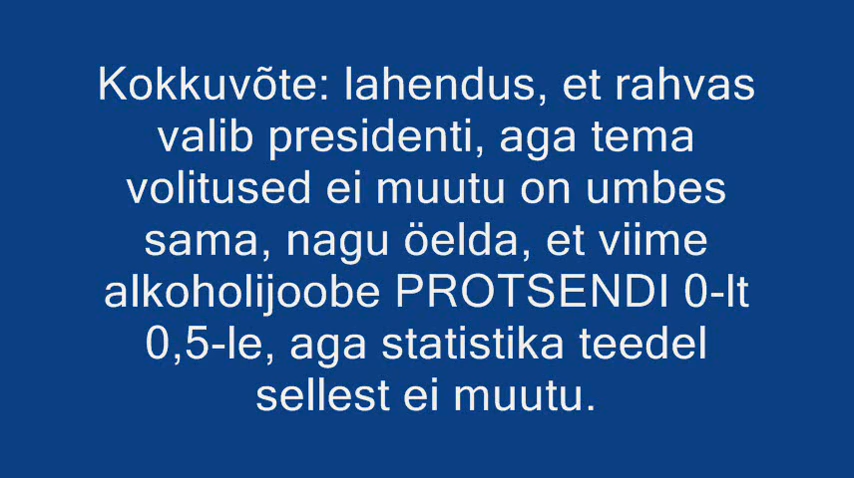 Kokkuvõte: lahendus, et rahvas
valib presidenti, aga tema
volitused ei muutu on umbes
sama, nagu öelda, et viime
alkoholijoobe PROTSENDI 0-lt
0,5-le, aga statistika teedel
sellest ei muutu.